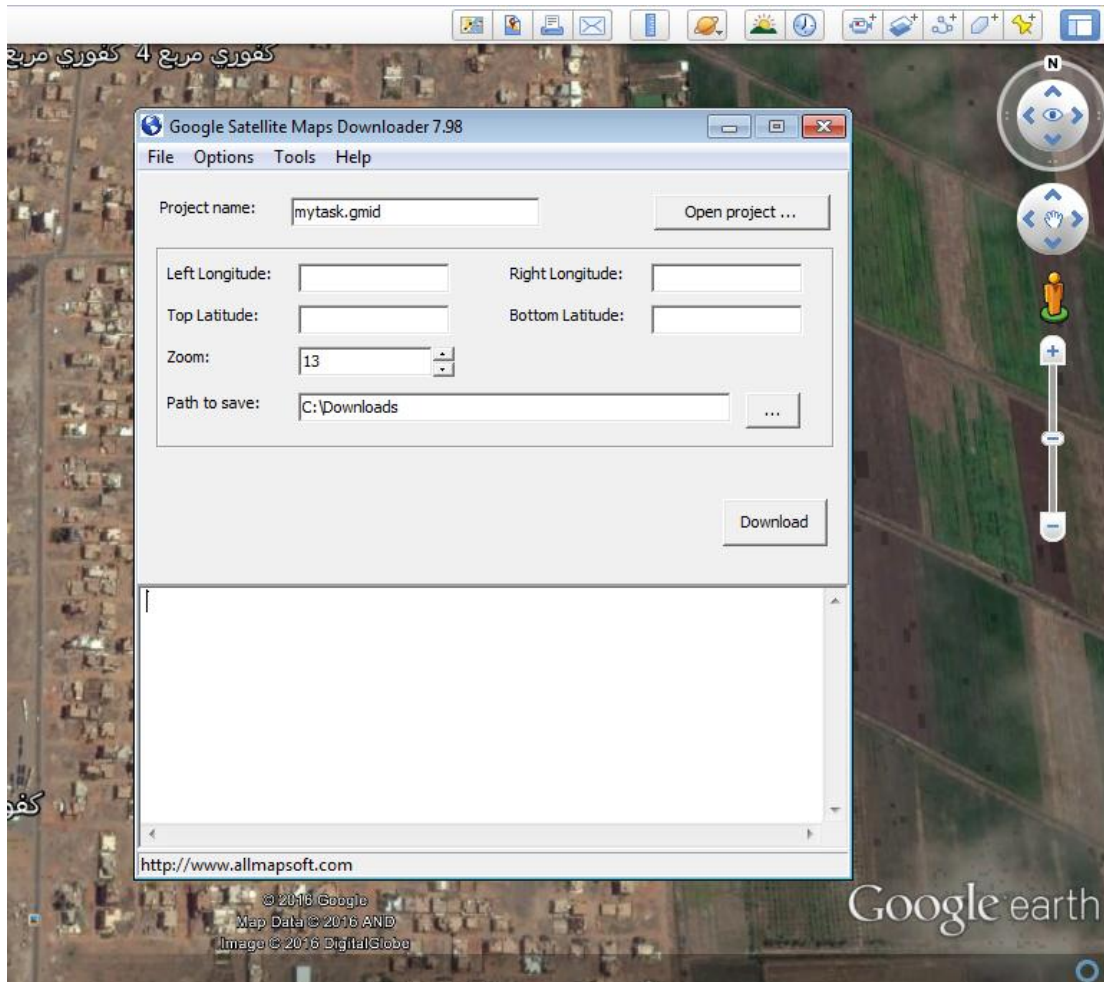 N
كفوري مربع 4
كفوري مربع
Google Satellite Maps Downloader 7.98
File Options Tools Help
Project name: mytask.gmid Open project ...
Left Longitude: Right Longitude:
Top Latitude: Bottom Latitude:
Zoom: 13
Path to save: C:\Downloads ...
Download
كفو
http://www.allmapsoft.com
© 2016 Google
Map Data © 2016 AND
Image © 2016 DigitalGlobe
Google earth